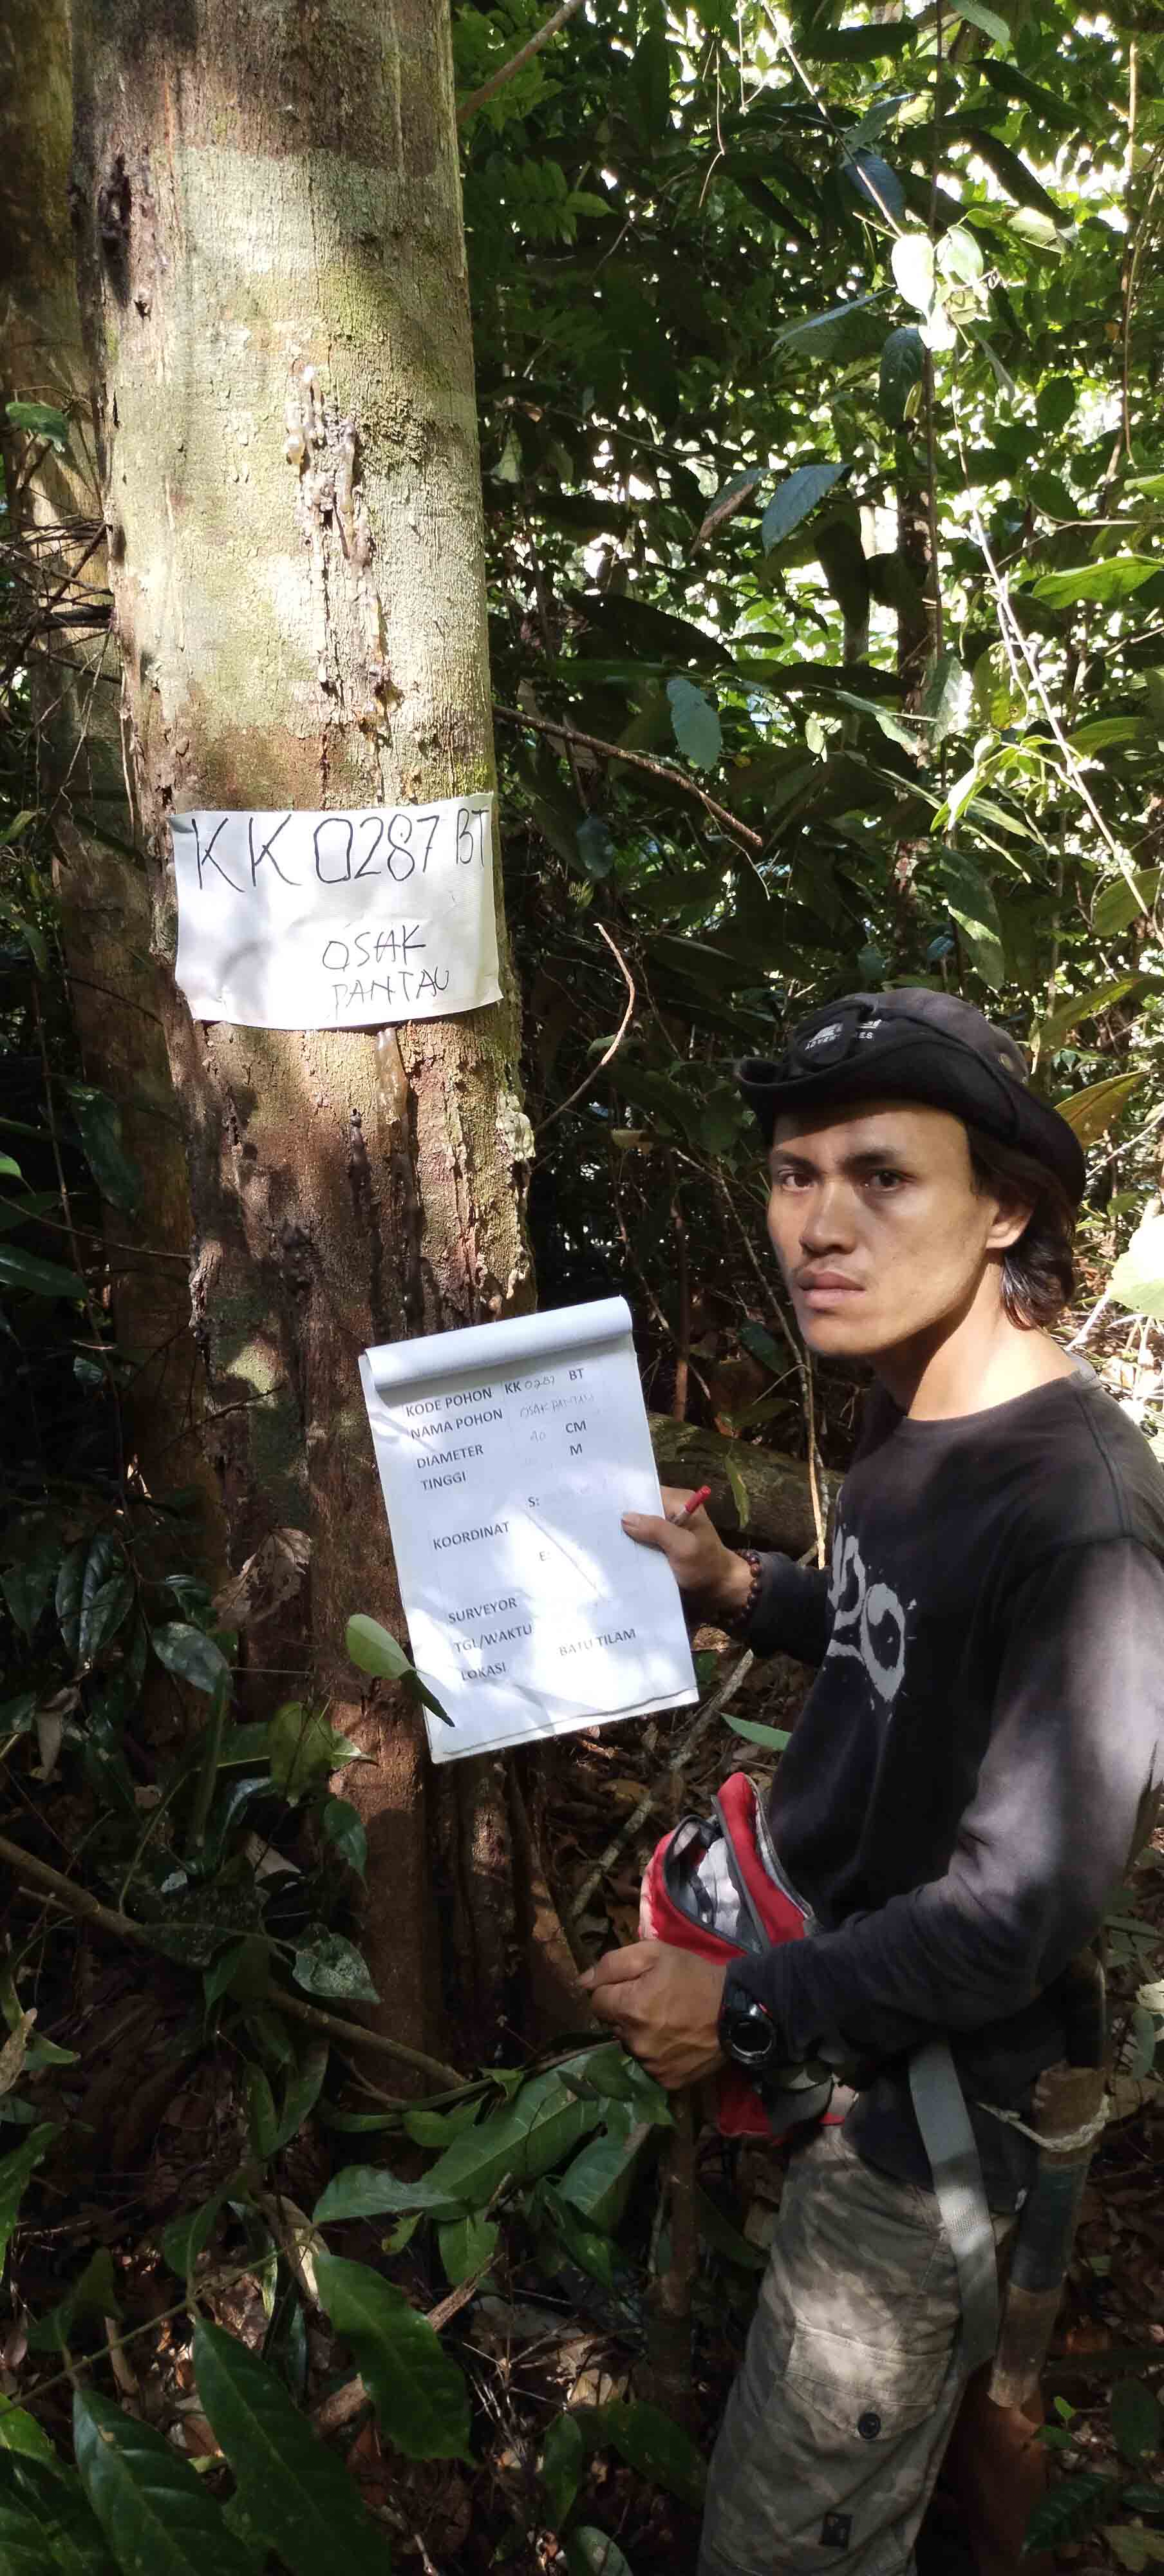 KK 0287 BT
OSAK
PANTAU
KODE POHON KK 0287 BT
NAMA POHON OSAK PANTAU
DIAMETER 40 CM
TINGGI M
S:
KOORDINAT
E:
SURVEYOR
TGL/WAKTU
LOKASI BATU TILAM